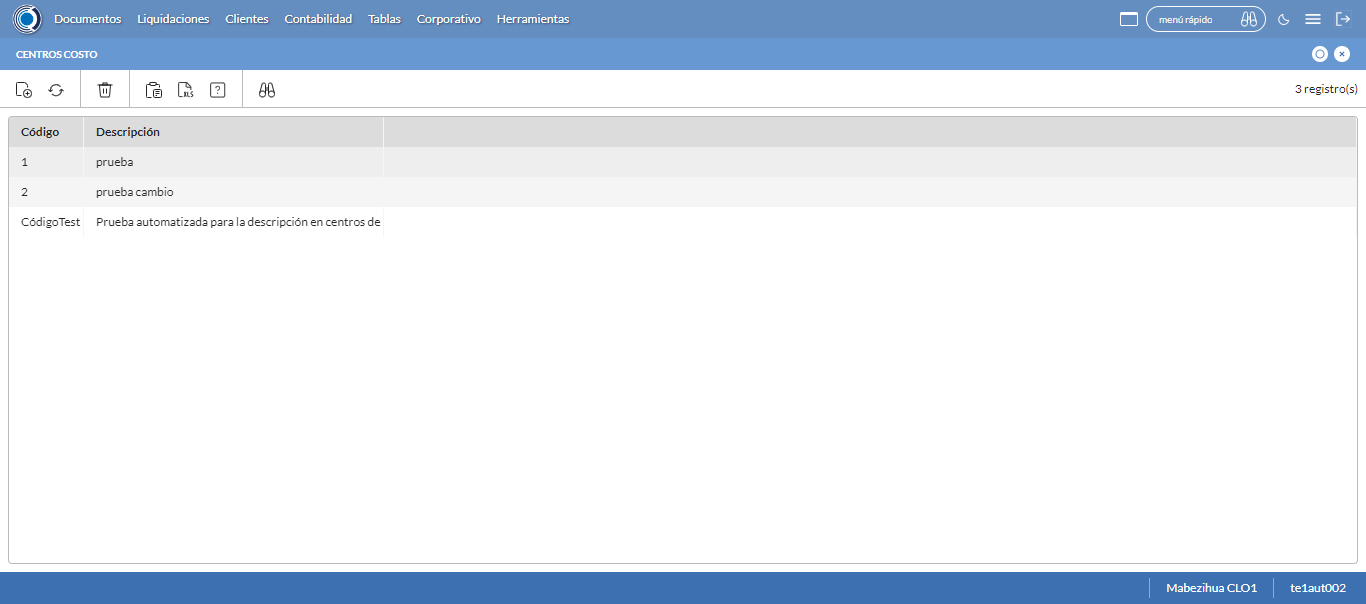 Documentos Liquidaciones Clientes Contabilidad Tablas Corporativo Herramientas menú rápido
CENTROS COSTO
XLS ? 3 registro(s)
Código Descripción
1 prueba
2 prueba cambio
CódigoTest Prueba automatizada para la descripción en centros de
Mabezihua CLO1 te1aut002